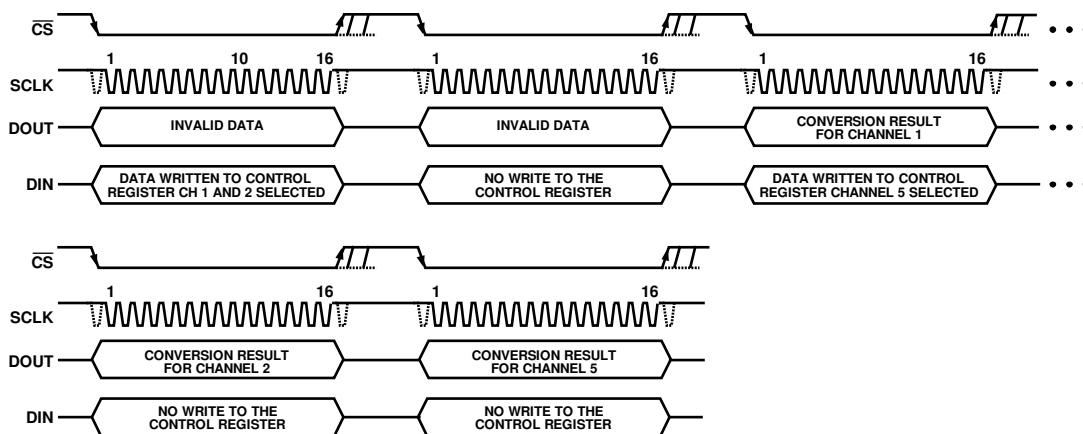 CS
1 10 16 1 16 1 16
SCLK
DOUT INVALID DATA INVALID DATA CONVERSION RESULT
FOR CHANNEL 1
DIN DATA WRITTEN TO CONTROL
REGISTER CH 1 AND 2 SELECTED
NO WRITE TO THE
CONTROL REGISTER
DATA WRITTEN TO CONTROL
REGISTER CHANNEL 5 SELECTED
CS
1 16 1 16
SCLK
DOUT CONVERSION RESULT
FOR CHANNEL 2
CONVERSION RESULT
FOR CHANNEL 5
DIN NO WRITE TO THE
CONTROL REGISTER
NO WRITE TO THE
CONTROL REGISTER